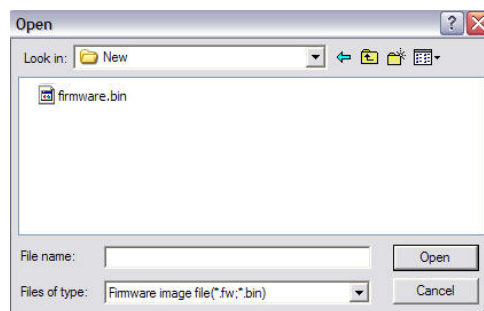 Open
Look in: New
firmware.bin
File name: Open
Files of type: Firmware image file(*.fw;*.bin) Cancel